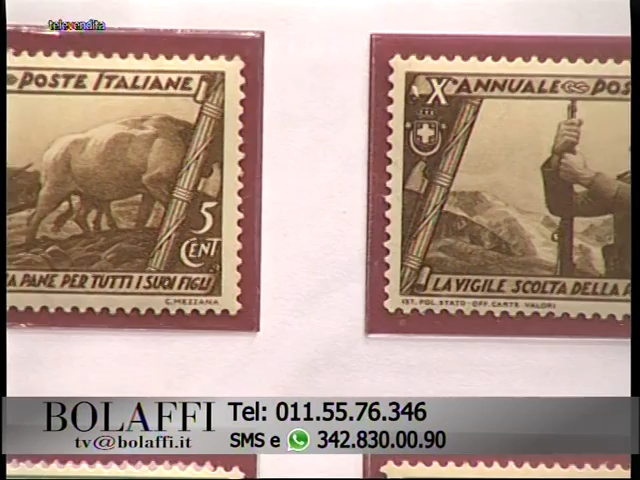 televendita
POSTE ITALIANE
5
CENT
A PANE PER TUTTI I SUOI FIGLI
C. MEZZANA
X ANNUALE
POS
LA VIGILE SCOLTA DELLA
IST. POL. STATO - OFF. CARTE VALORI
BOLAFFI
tv@bolaffi.it
Tel: 011.55.76.346
SMS e 342.830.00.90